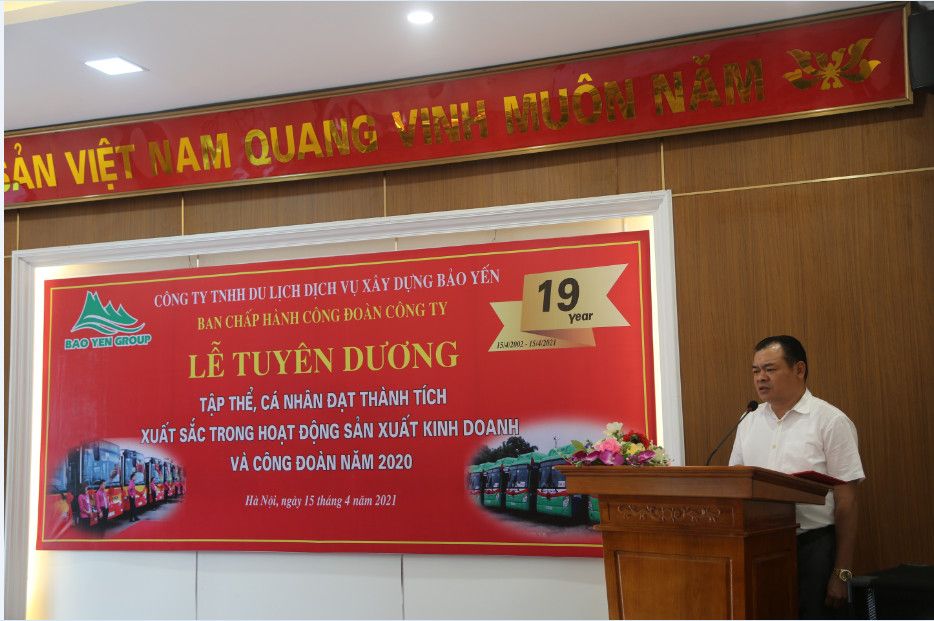 SẢN VIỆT NAM QUANG VINH MUÔN NĂM
CÔNG TY TNHH DU LỊCH DỊCH VỤ XÂY DỰNG BẢO YẾN
BAN CHẤP HÀNH CÔNG ĐOÀN CÔNG TY
19
Year
15/4/2002 - 15/4/2021
BAO YEN GROUP
LỄ TUYÊN DƯƠNG
TẬP THỂ, CÁ NHÂN ĐẠT THÀNH TÍCH
XUẤT SẮC TRONG HOẠT ĐỘNG SẢN XUẤT KINH DOANH
VÀ CÔNG ĐOÀN NĂM 2020
Hà Nội, ngày 15 tháng 4 năm 2021